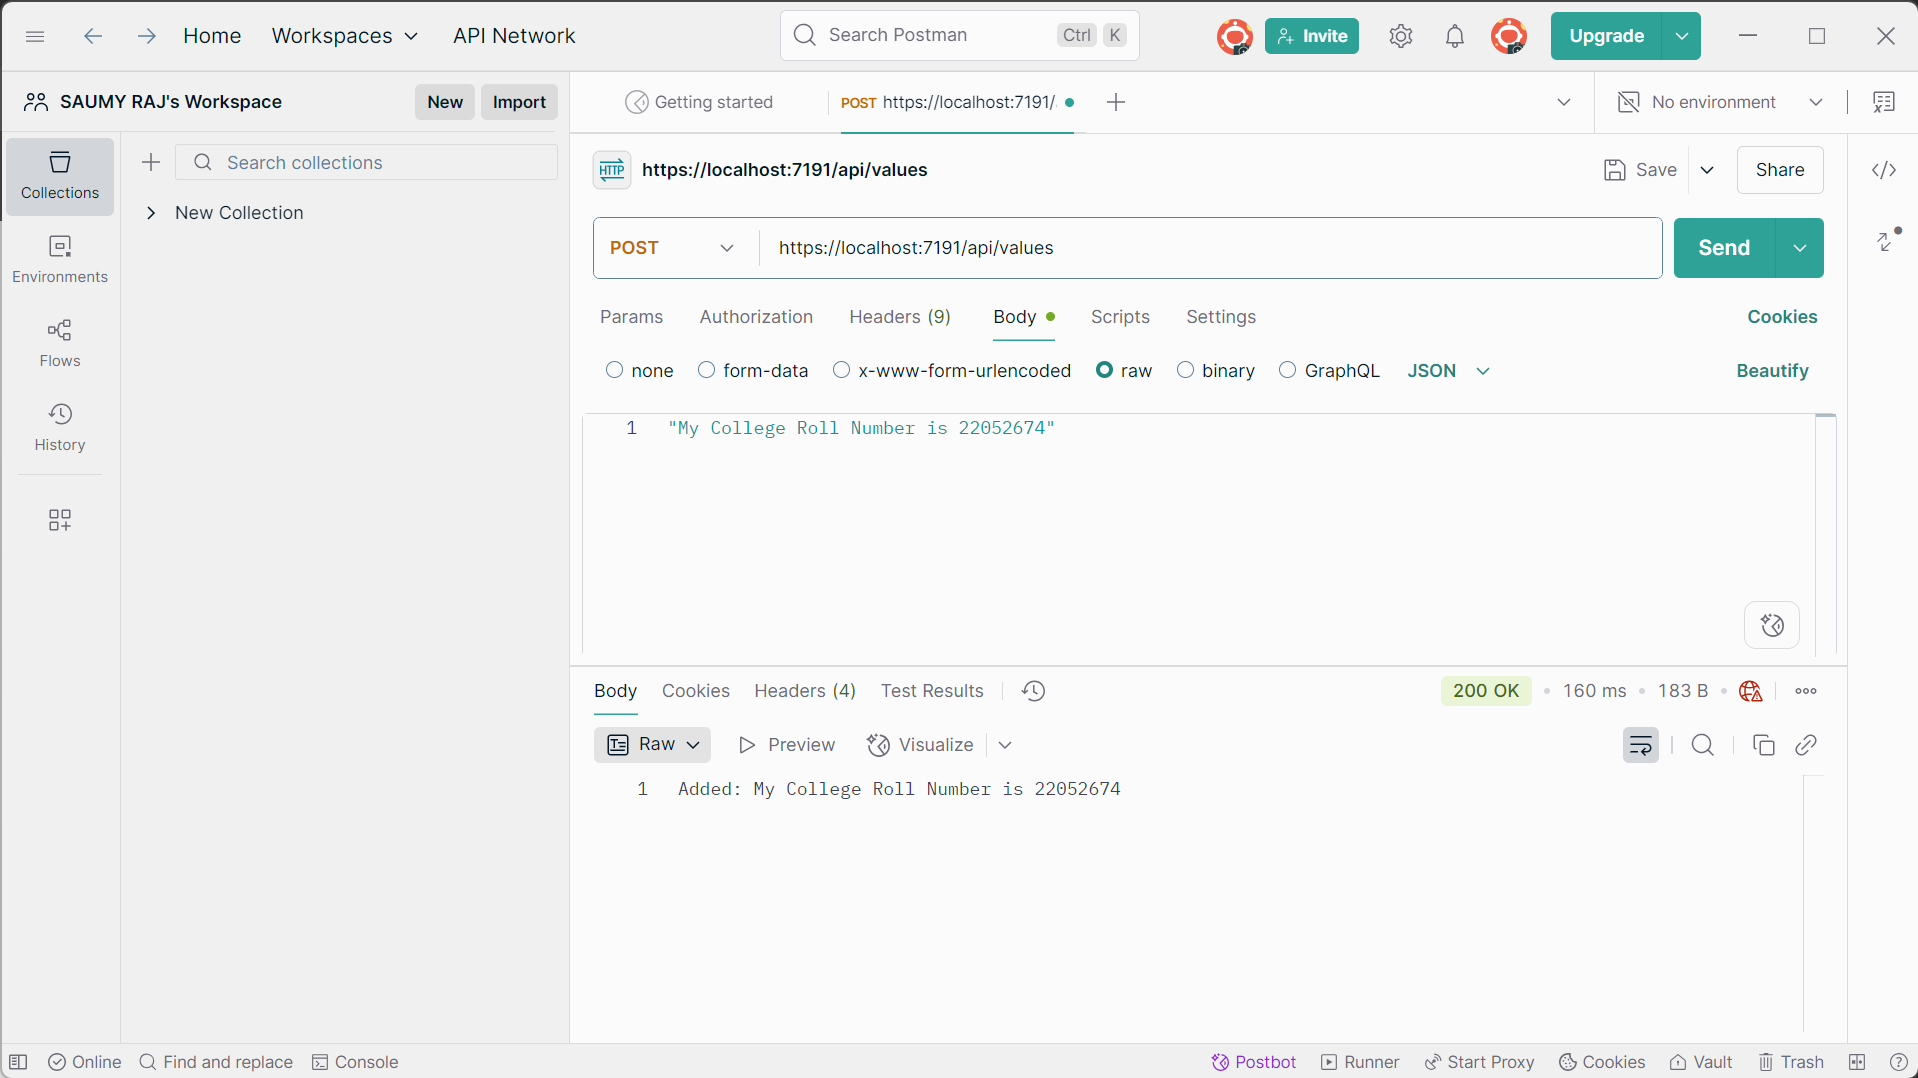 Home Workspaces API Network Search Postman Ctrl K Invite Upgrade
SAUMY RAJ's Workspace New Import Getting started POST https://localhost:7191/ No environment
Collections
Search collections
https://localhost:7191/api/values Save Share
HTTP
New Collection
Environments
POST https://localhost:7191/api/values Send
Params Authorization Headers (9) Body Scripts Settings Cookies
Flows
none form-data x-www-form-urlencoded raw binary GraphQL JSON Beautify
History
1 "My College Roll Number is 22052674"
Body Cookies Headers (4) Test Results 200 OK 160 ms 183 B
Raw Preview Visualize
1 Added: My College Roll Number is 22052674
Online Find and replace Console Postbot Runner Start Proxy Cookies Vault Trash